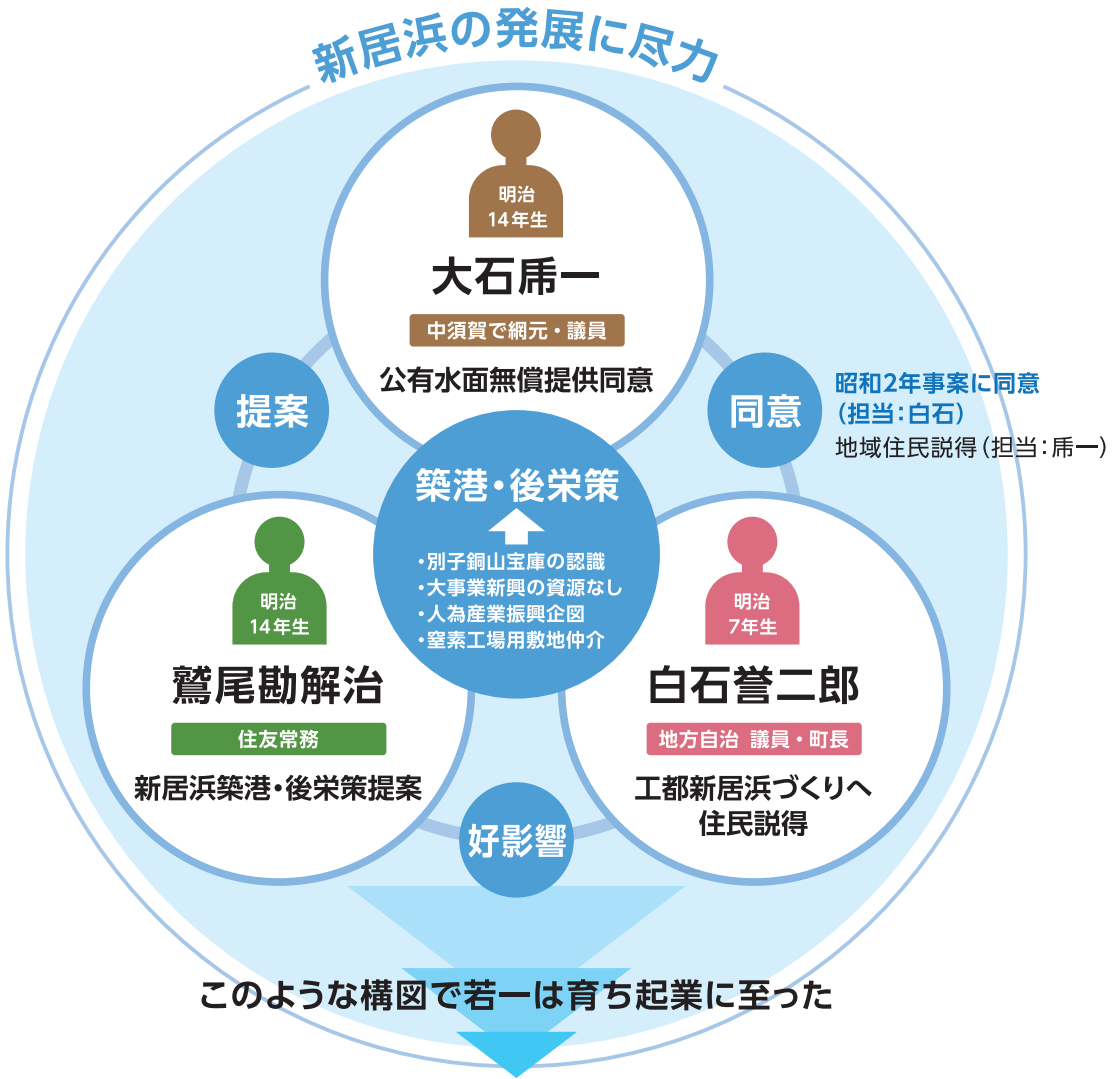 新居浜の発展に尽力
明治
14年生
大石乕一
中須賀で網元・議員
公有水面無償提供同意
提案
同意
昭和2年事案に同意
（担当：白石）
地域住民説得（担当：乕一）
築港・後栄策
・別子銅山宝庫の認識
・大事業新興の資源なし
・人為産業振興企図
・窒素工場用敷地仲介
明治
14年生
鷲尾勘解治
住友常務
新居浜築港・後栄策提案
明治
7年生
白石誉二郎
地方自治 議員・町長
工都新居浜づくりへ
住民説得
好影響
このような構図で若一は育ち起業に至った